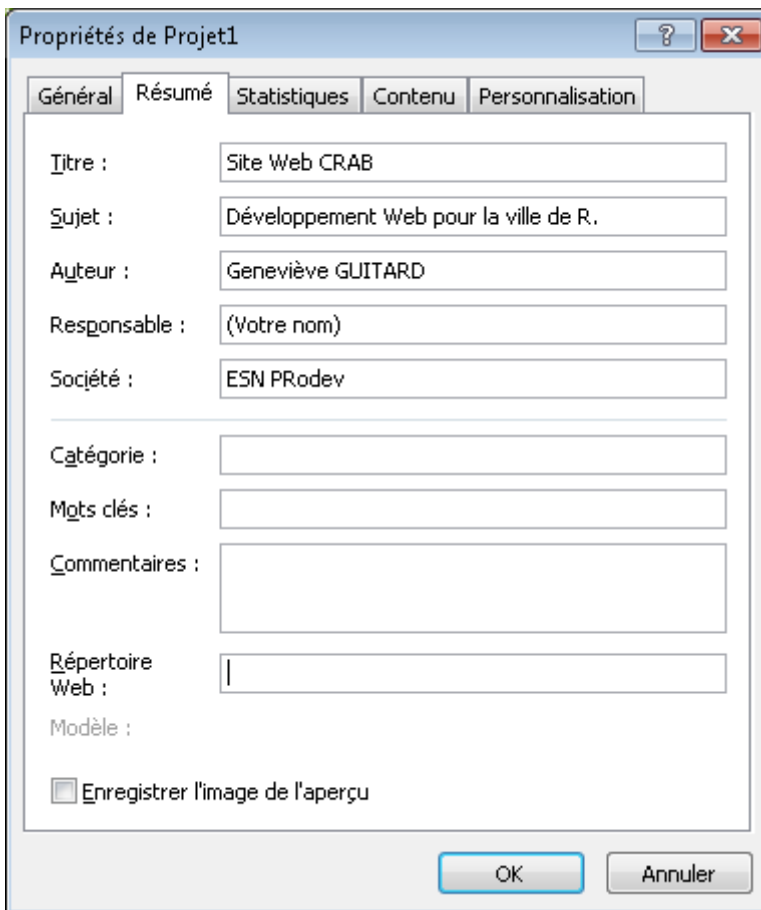 Propriétés de Projet1
?
Général Résumé Statistiques Contenu Personnalisation
Titre : Site Web CRAB
Sujet : Développement Web pour la ville de R.
Auteur : Geneviève GUITARD
Responsable : (Votre nom)
Société : ESN PRodev
Catégorie :
Mots clés :
Commentaires :
Répertoire
Web :
Modèle :
Enregistrer l'image de l'aperçu
OK Annuler